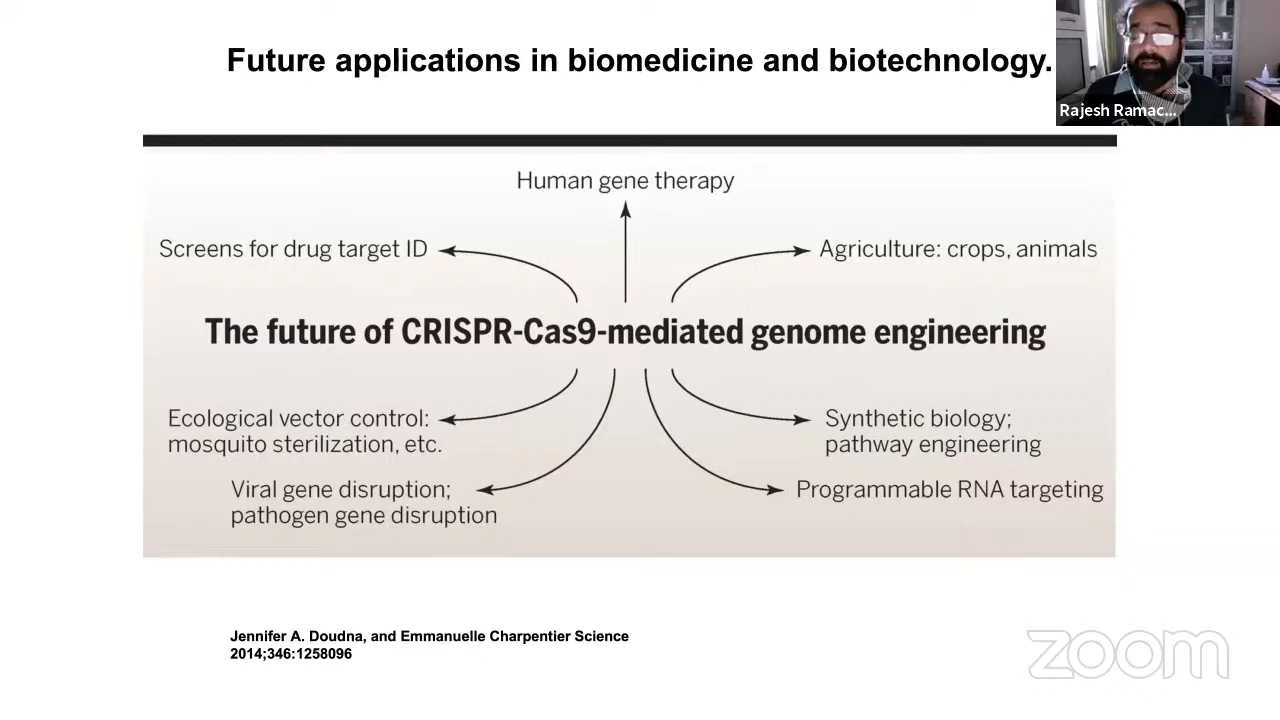 Future applications in biomedicine and biotechnology.
Rajesh Ramac...
Human gene therapy
Screens for drug target ID
Agriculture: crops, animals
The future of CRISPR-Cas9-mediated genome engineering
Ecological vector control:
mosquito sterilization, etc.
Synthetic biology;
pathway engineering
Viral gene disruption;
pathogen gene disruption
Programmable RNA targeting
Jennifer A. Doudna, and Emmanuelle Charpentier Science
2014;346:1258096
zoom